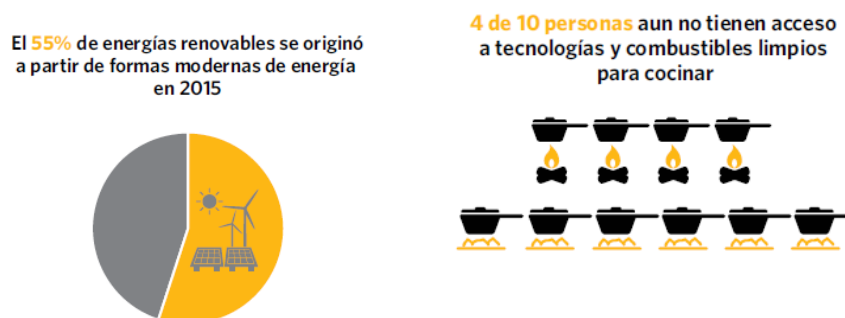 El 55% de energías renovables se originó
a partir de formas modernas de energía
en 2015
4 de 10 personas aun no tienen acceso
a tecnologías y combustibles limpios
para cocinar